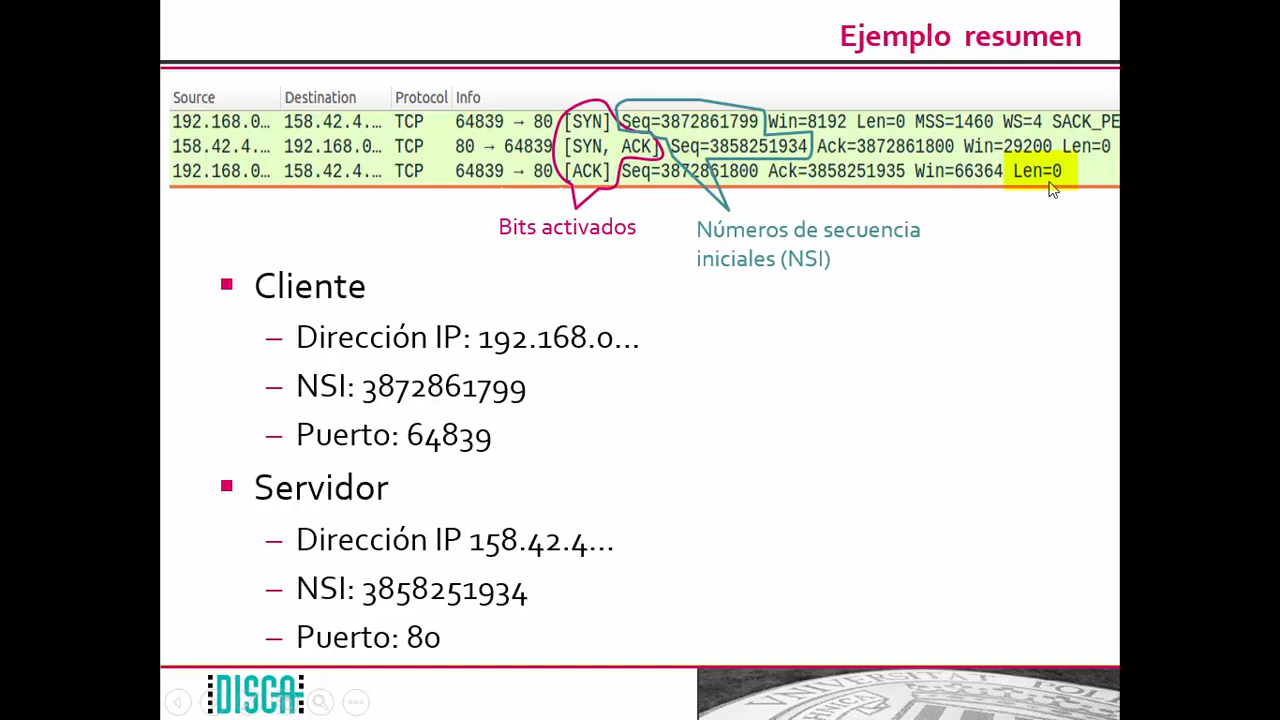 Ejemplo resumen
Source Destination Protocol Info
192.168.0… 158.42.4.… TCP 64839 → 80 [SYN] Seq=3872861799 Win=8192 Len=0 MSS=1460 WS=4 SACK_PE
158.42.4.… 192.168.0… TCP 80 → 64839 [SYN, ACK] Seq=3858251934 Ack=3872861800 Win=29200 Len=0
192.168.0… 158.42.4.… TCP 64839 → 80 [ACK] Seq=3872861800 Ack=3858251935 Win=66364 Len=0
Bits activados
Números de secuencia
iniciales (NSI)
▪ Cliente
– Dirección IP: 192.168.0…
– NSI: 3872861799
– Puerto: 64839
▪ Servidor
– Dirección IP 158.42.4…
– NSI: 3858251934
– Puerto: 80
DISCA